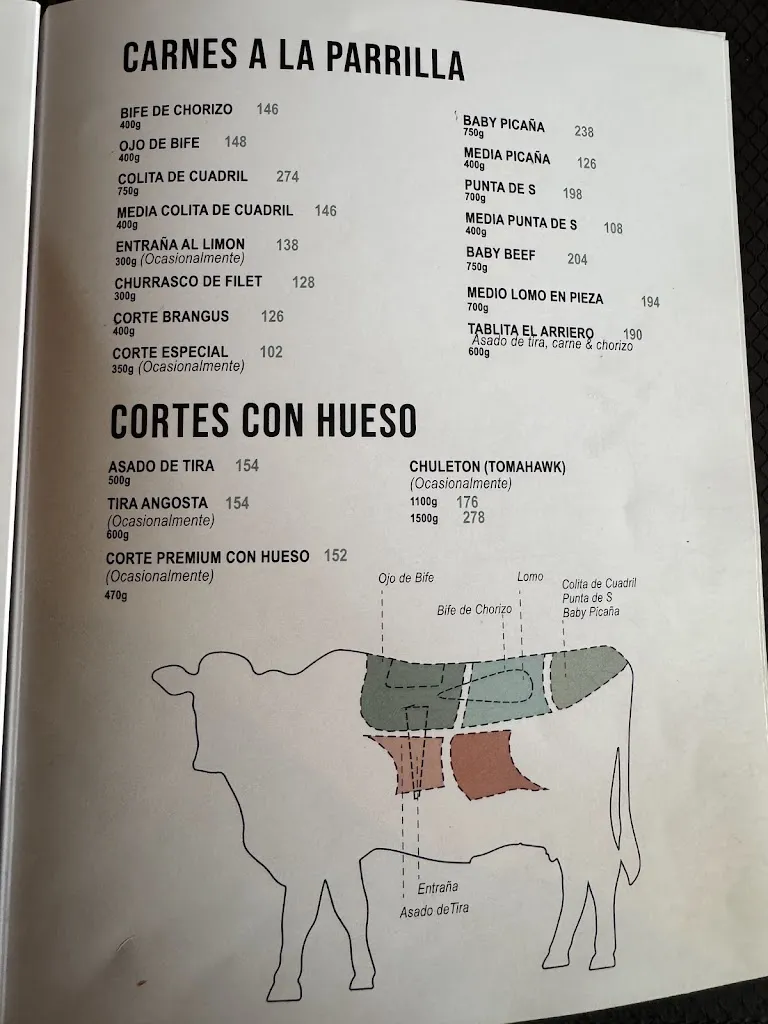 CARNES A LA PARRILLA
BIFE DE CHORIZO 146
400g
OJO DE BIFE 148
400g
COLITA DE CUADRIL 274
750g
MEDIA COLITA DE CUADRIL 146
400g
ENTRAÑA AL LIMON 138
300g (Ocasionalmente)
CHURRASCO DE FILET 128
300g
CORTE BRANGUS 126
400g
CORTE ESPECIAL 102
350g (Ocasionalmente)
BABY PICAÑA 238
750g
MEDIA PICAÑA 126
400g
PUNTA DE S 198
700g
MEDIA PUNTA DE S 108
400g
BABY BEEF 204
750g
MEDIO LOMO EN PIEZA 194
700g
TABLITA EL ARRIERO 190
Asado de tira, carne & chorizo
600g
CORTES CON HUESO
ASADO DE TIRA 154
500g
TIRA ANGOSTA 154
(Ocasionalmente)
600g
CORTE PREMIUM CON HUESO 152
(Ocasionalmente)
470g
CHULETON (TOMAHAWK)
(Ocasionalmente)
1100g 176
1500g 278
Ojo de Bife
Lomo
Bife de Chorizo
Colita de Cuadril
Punta de S
Baby Picaña
Entraña
Asado deTira